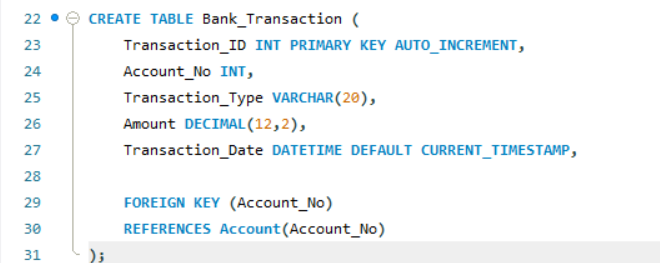 22 CREATE TABLE Bank_Transaction (
23 Transaction_ID INT PRIMARY KEY AUTO_INCREMENT,
24 Account_No INT,
25 Transaction_Type VARCHAR(20),
26 Amount DECIMAL(12,2),
27 Transaction_Date DATETIME DEFAULT CURRENT_TIMESTAMP,
28
29 FOREIGN KEY (Account_No)
30 REFERENCES Account(Account_No)
31 );